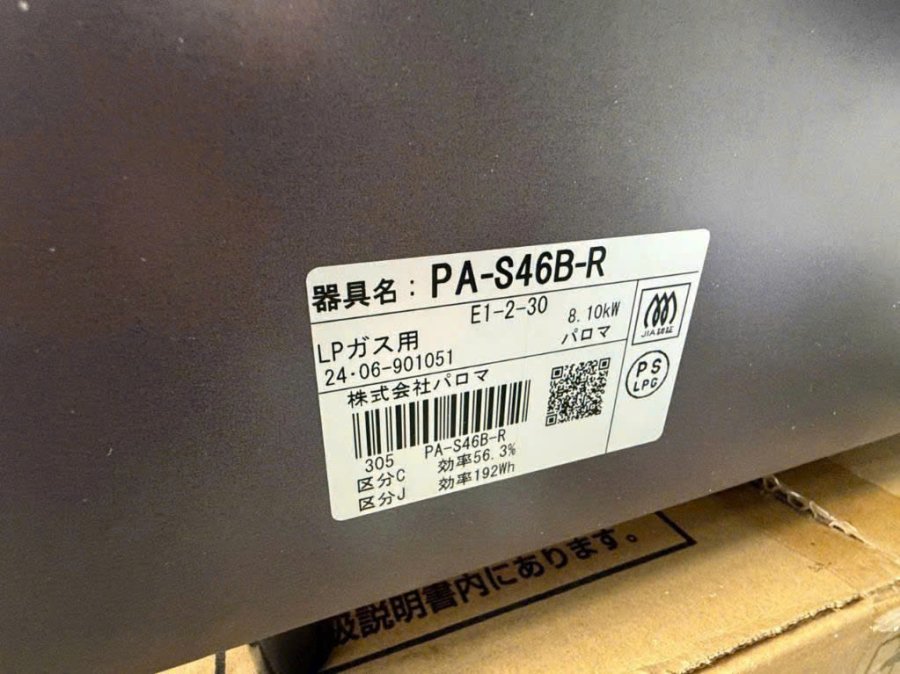 器具名：PA-S46B-R
E1-2-30 8.10kW
LPガス用 パロマ
24･06-901051
株式会社パロマ
305 PA-S46B-R
区分C 効率56.3%
区分J 効率192Wh
JIA認証
PS
LPG
扱説明書内にあります。